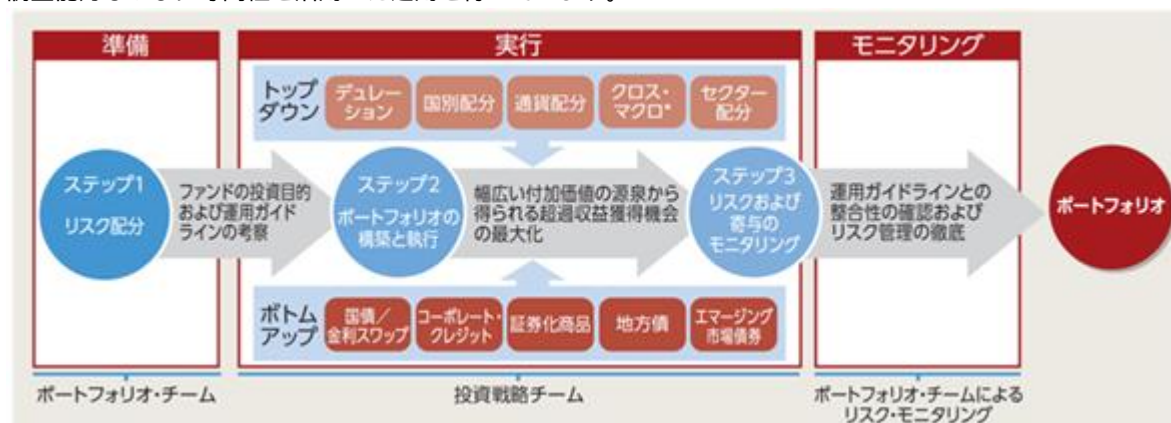 準備
実行
モニタリング
トップ
ダウン
デュレー
ション
国別配分
通貨配分
クロス・
マクロ*
セクター
配分
ステップ1
リスク配分
ファンドの投資目的
および運用ガイド
ラインの考察
ステップ2
ポートフォリオの
構築と執行
幅広い付加価値の源泉から
得られる超過収益獲得機会
の最大化
ステップ3
リスクおよび
寄与の
モニタリング
運用ガイドラインとの
整合性の確認および
リスク管理の徹底
ポートフォリオ
ボトム
アップ
国債/
金利スワップ
コーポレート・
クレジット
証券化商品
地方債
エマージング
市場債券
ポートフォリオ・チーム
投資戦略チーム
ポートフォリオ・チームによる
リスク・モニタリング